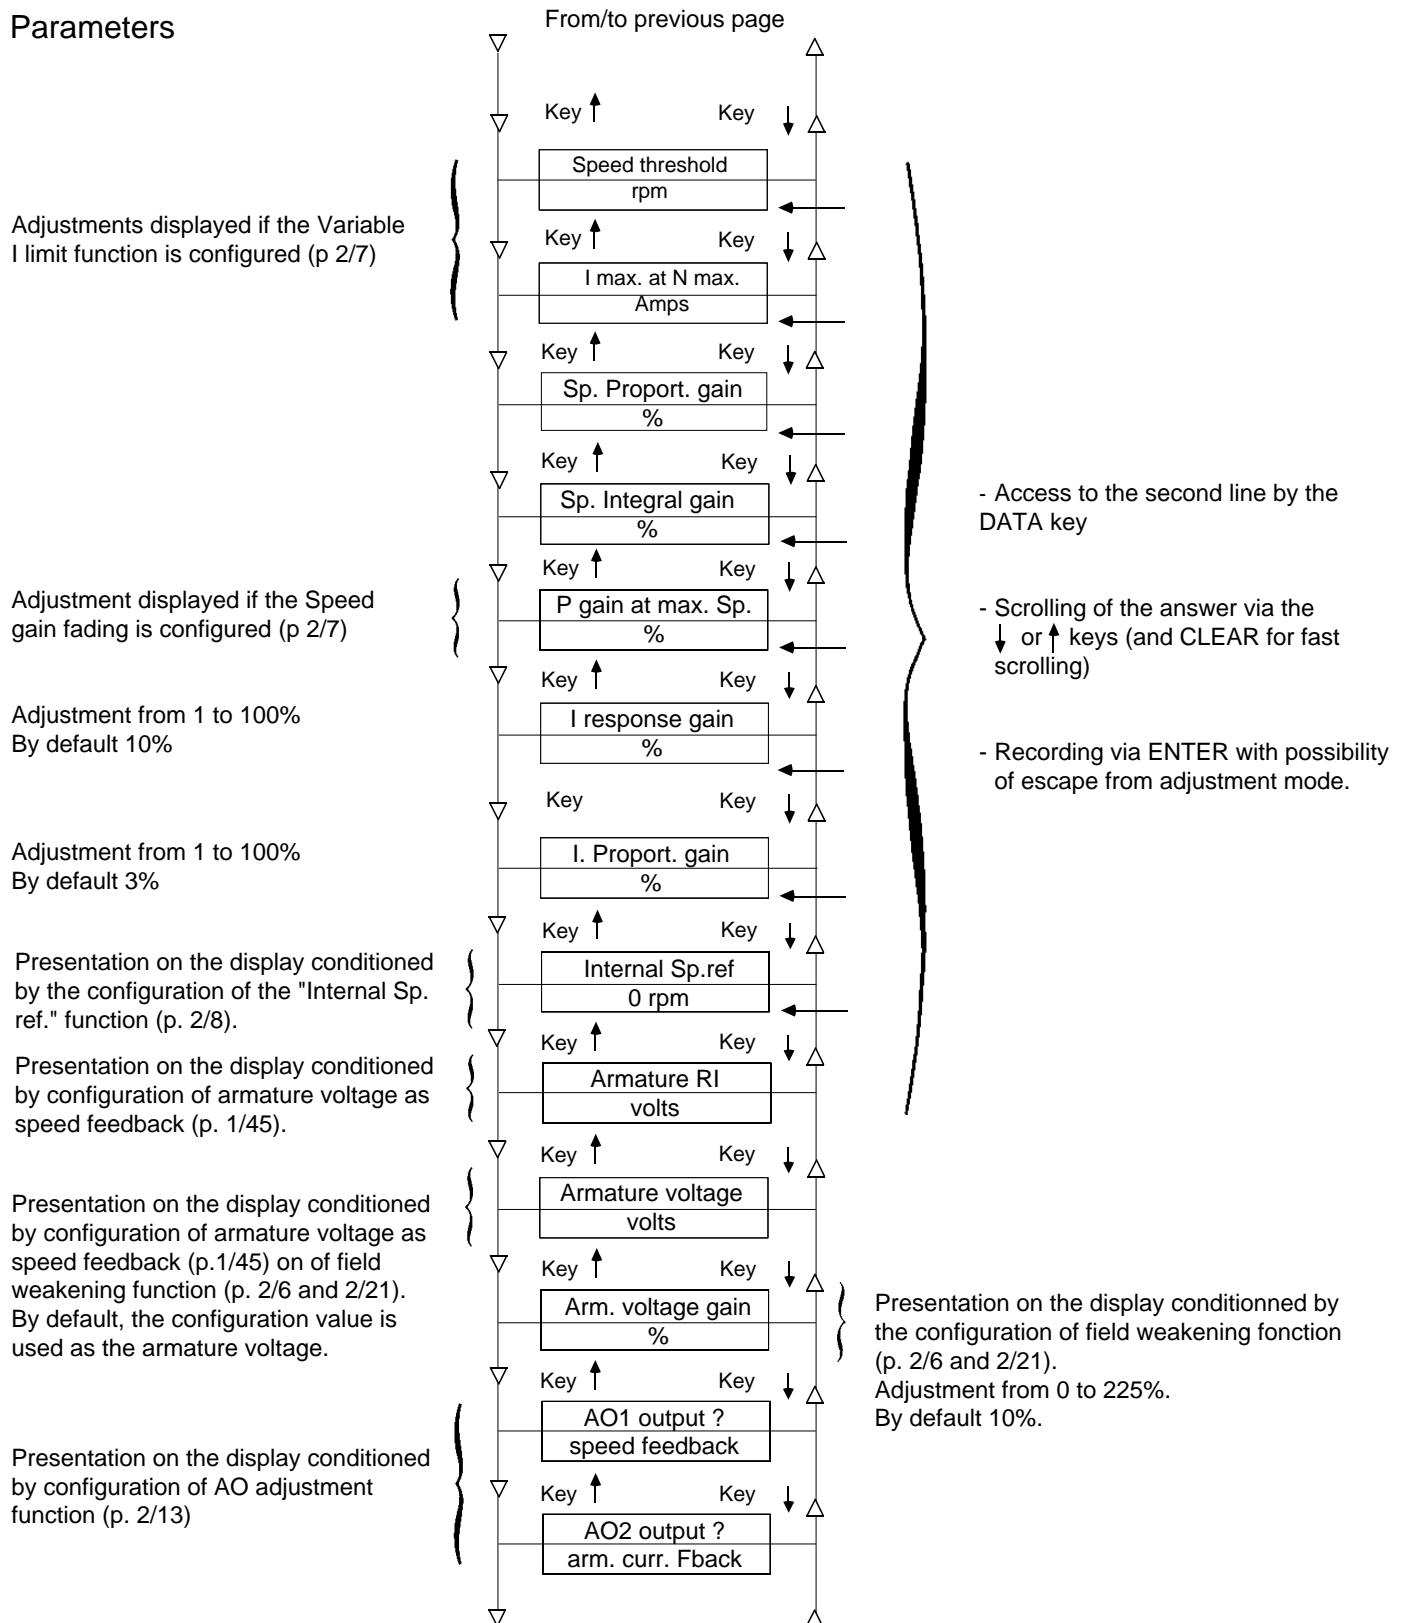 Parameters
From/to previous page
Key Key
Speed threshold
rpm
Adjustments displayed if the Variable
I limit function is configured (p 2/7)
Key Key
I max. at N max.
Amps
Key Key
Sp. Proport. gain
%
Key Key
Sp. Integral gain
%
- Access to the second line by the
DATA key
Key Key
Adjustment displayed if the Speed
gain fading is configured (p 2/7)
P gain at max. Sp.
%
- Scrolling of the answer via the
↓ or ↑ keys (and CLEAR for fast
scrolling)
Key Key
Adjustment from 1 to 100%
By default 10%
I response gain
%
- Recording via ENTER with possibility
of escape from adjustment mode.
Key Key
Adjustment from 1 to 100%
By default 3%
I. Proport. gain
%
Key Key
Presentation on the display conditioned
by the configuration of the "Internal Sp.
ref." function (p. 2/8).
Internal Sp.ref
0 rpm
Key Key
Presentation on the display conditioned
by configuration of armature voltage as
speed feedback (p. 1/45).
Armature RI
volts
Key Key
Armature voltage
volts
Presentation on the display conditioned
by configuration of armature voltage as
speed feedback (p.1/45) on of field
weakening function (p. 2/6 and 2/21).
By default, the configuration value is
used as the armature voltage.
Key Key
Arm. voltage gain
%
Presentation on the display conditionned by
the configuration of field weakening fonction
(p. 2/6 and 2/21).
Adjustment from 0 to 225%.
By default 10%.
Key Key
AO1 output ?
speed feedback
Presentation on the display conditioned
by configuration of AO adjustment
function (p. 2/13)
Key Key
AO2 output ?
arm. curr. Fback